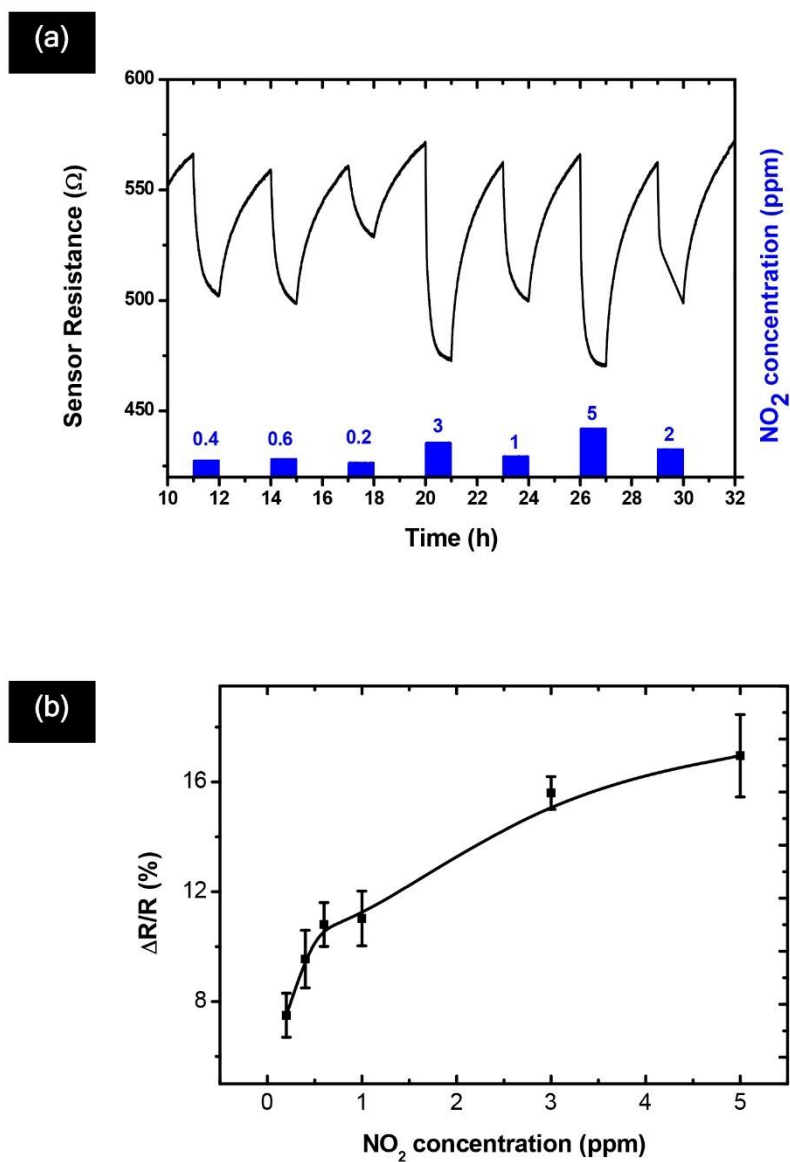 (a)
600
550
500
450
Sensor Resistance (Ω)
NO2 concentration (ppm)
0.4 0.6 0.2 3 1 5 2
10 12 14 16 18 20 22 24 26 28 30 32
Time (h)
(b)
16
12
8
ΔR/R (%)
0 1 2 3 4 5
NO2 concentration (ppm)